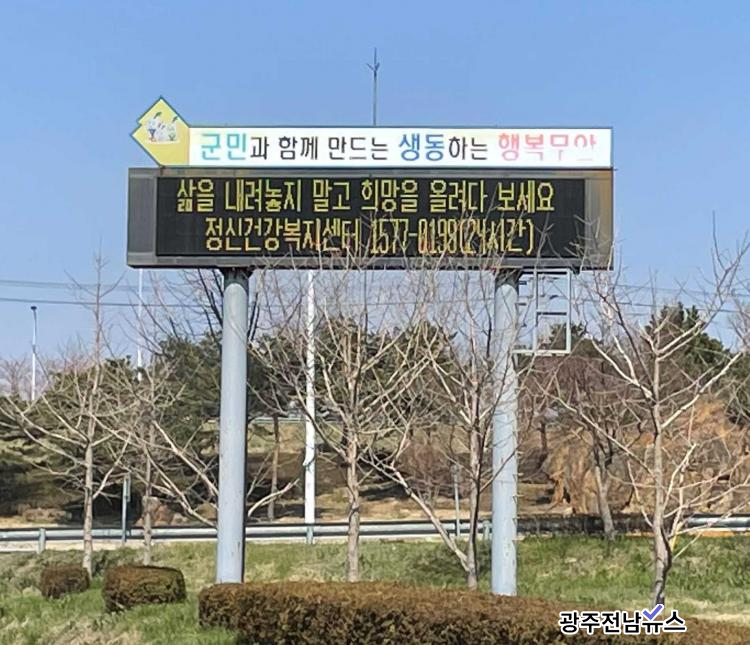 군민과 함께 만드는 생동하는 행복무안
삶을 내려놓지 말고 희망을 올려다 보세요
정신건강복지센터 1577-0199(24시간)
광주전남뉴스